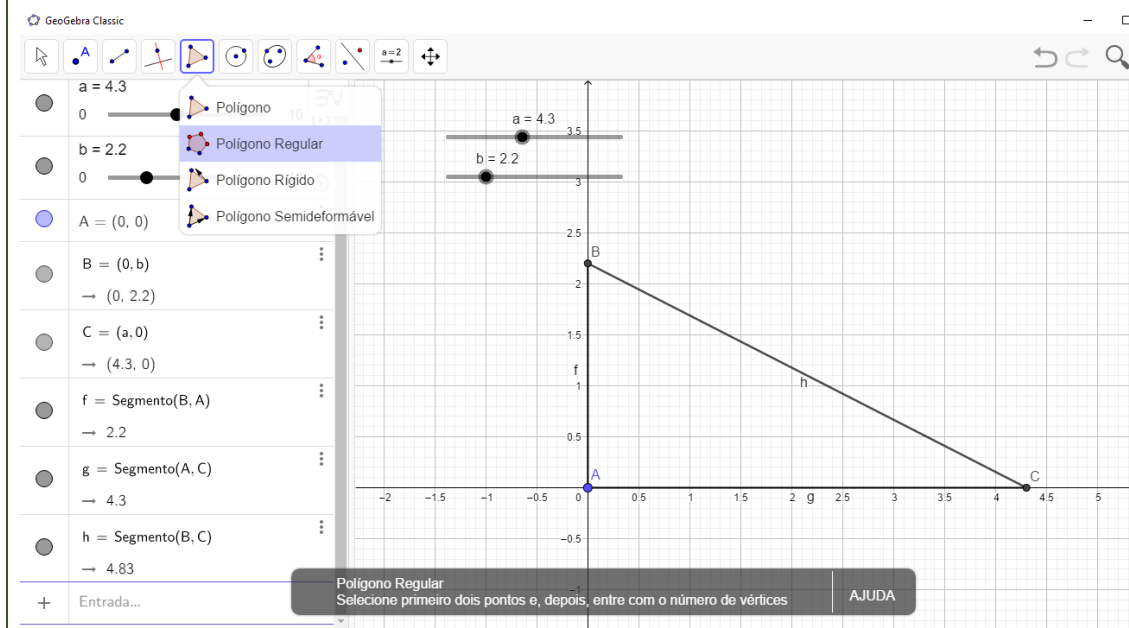 GeoGebra Classic
A
a=2
a = 4.3
0
10
b = 2.2
0
A = (0, 0)
B = (0, b)
→ (0, 2.2)
C = (a, 0)
→ (4.3, 0)
f = Segmento(B, A)
→ 2.2
g = Segmento(A, C)
→ 4.3
h = Segmento(B, C)
→ 4.83
+ Entrada...
Polígono
Polígono Regular
Polígono Rígido
Polígono Semideformável
a = 4.3
b = 2.2
3.5
3
2.5
2
1.5
1
0.5
−0.5
−1
B
f
h
A
C
g
−2 −1.5 −1 −0.5 0 0.5 1 1.5 2 2.5 3 3.5 4 4.5 5
Polígono Regular
Selecione primeiro dois pontos e, depois, entre com o número de vértices
AJUDA